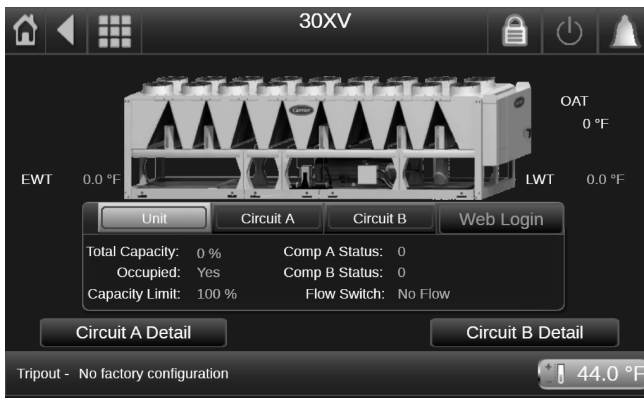 30XV
OAT
0 °F
Carrier
EWT 0.0 °F
LWT 0.0 °F
Unit Circuit A Circuit B Web Login
Total Capacity: 0 % Comp A Status: 0
Occupied: Yes Comp B Status: 0
Capacity Limit: 100 % Flow Switch: No Flow
Circuit A Detail Circuit B Detail
Tripout - No factory configuration 44.0 °F